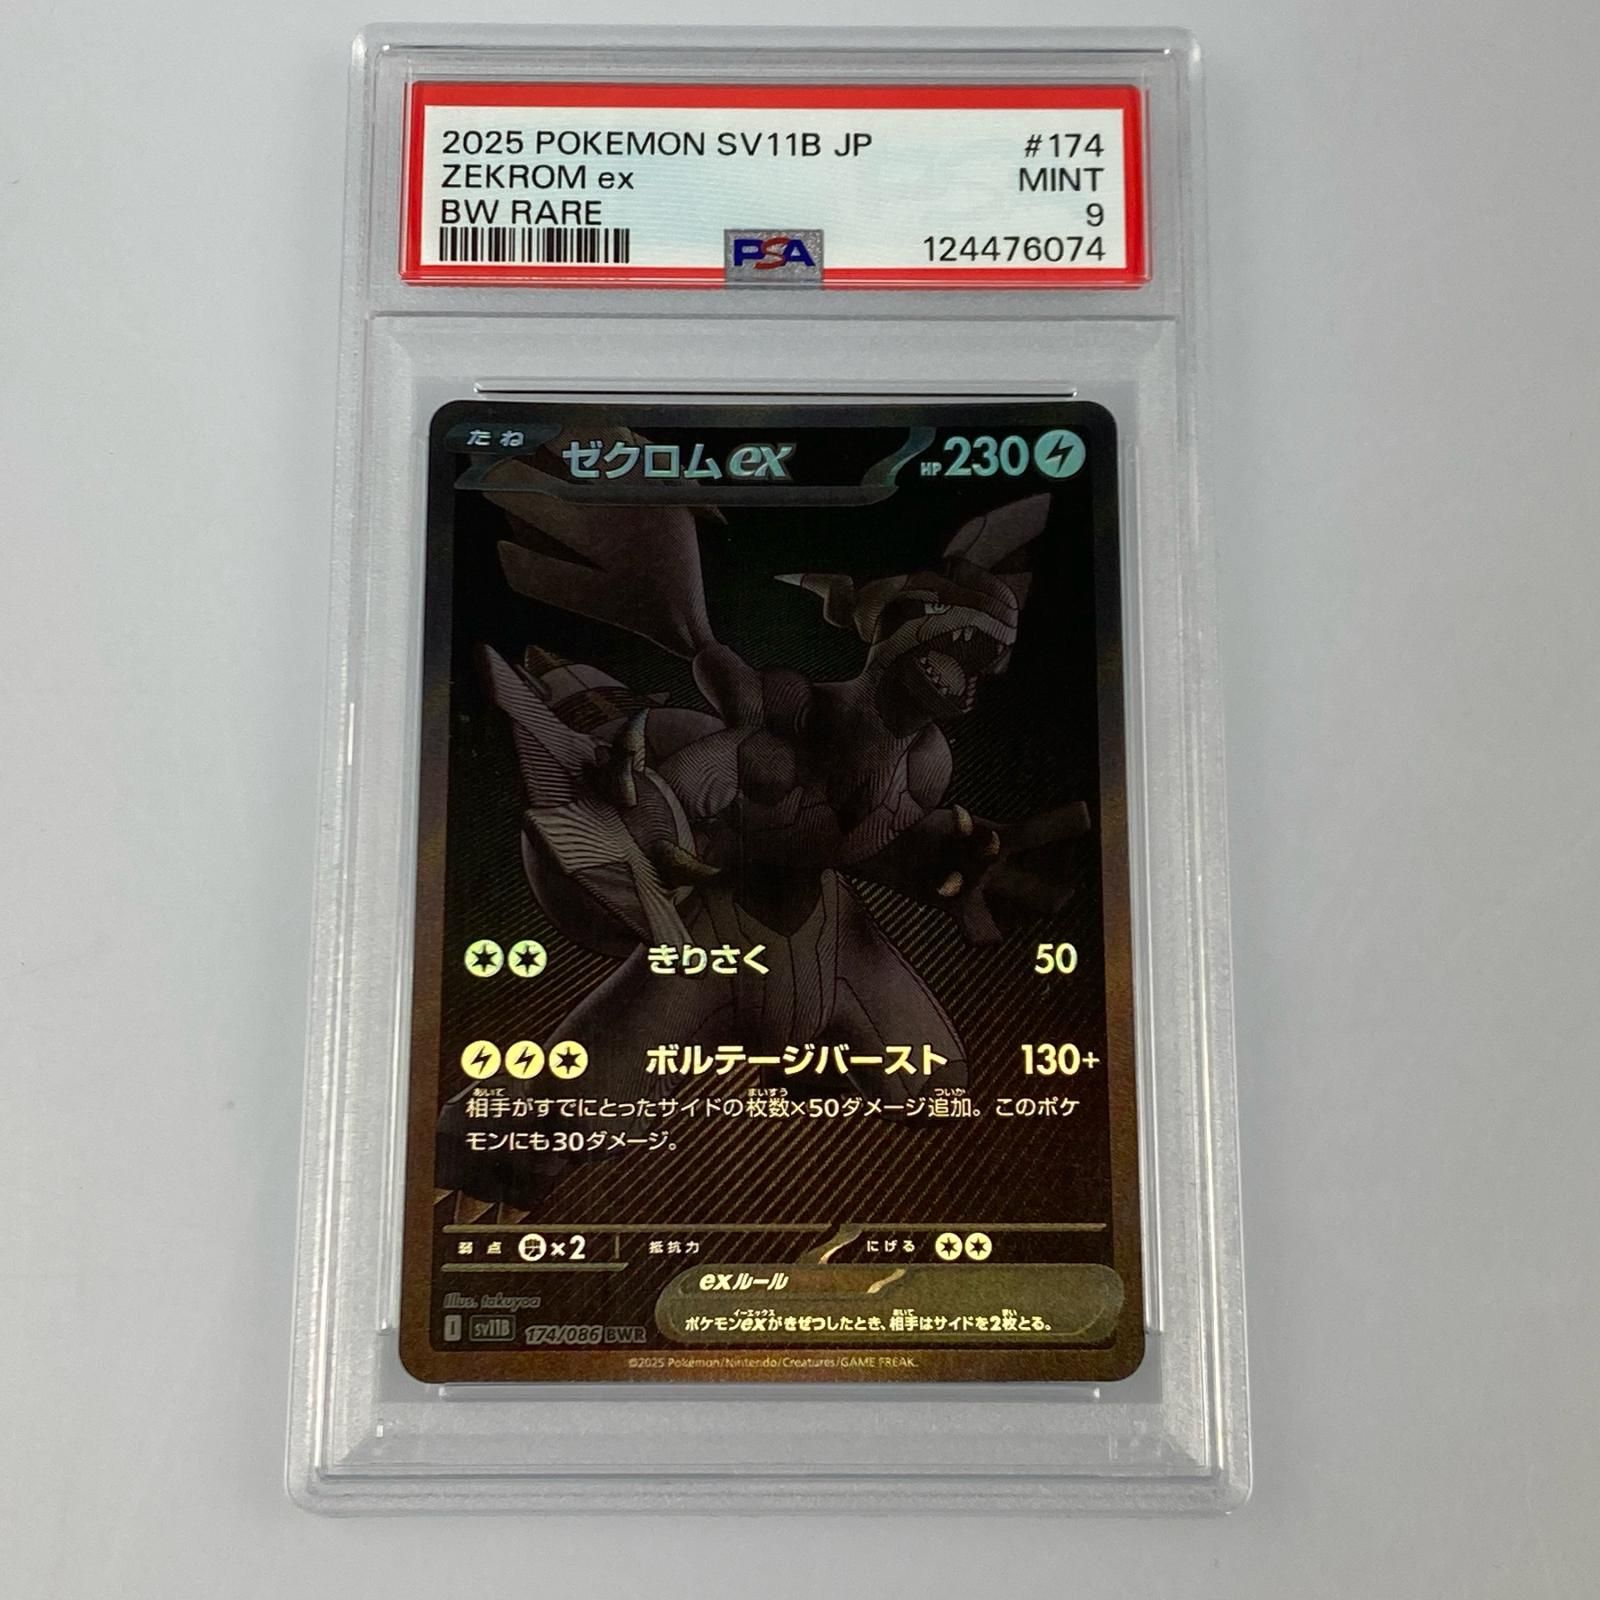 2025 POKEMON SV11B JP #174
ZEKROM ex MINT
BW RARE 9
PSA 124476074
たね ゼクロムex HP230
きりさく 50
ボルテージバースト 130+
相手がすでにとったサイドの枚数×50ダメージ追加。このポケ
モンにも30ダメージ。
弱点 ×2 抵抗力 にげる
exルール
ポケモンexがきぜつしたとき、相手はサイドを2枚とる。
Illus. takuyoa
I SV11B 174/086 BWR
©2025 Pokémon/Nintendo/Creatures/GAME FREAK.